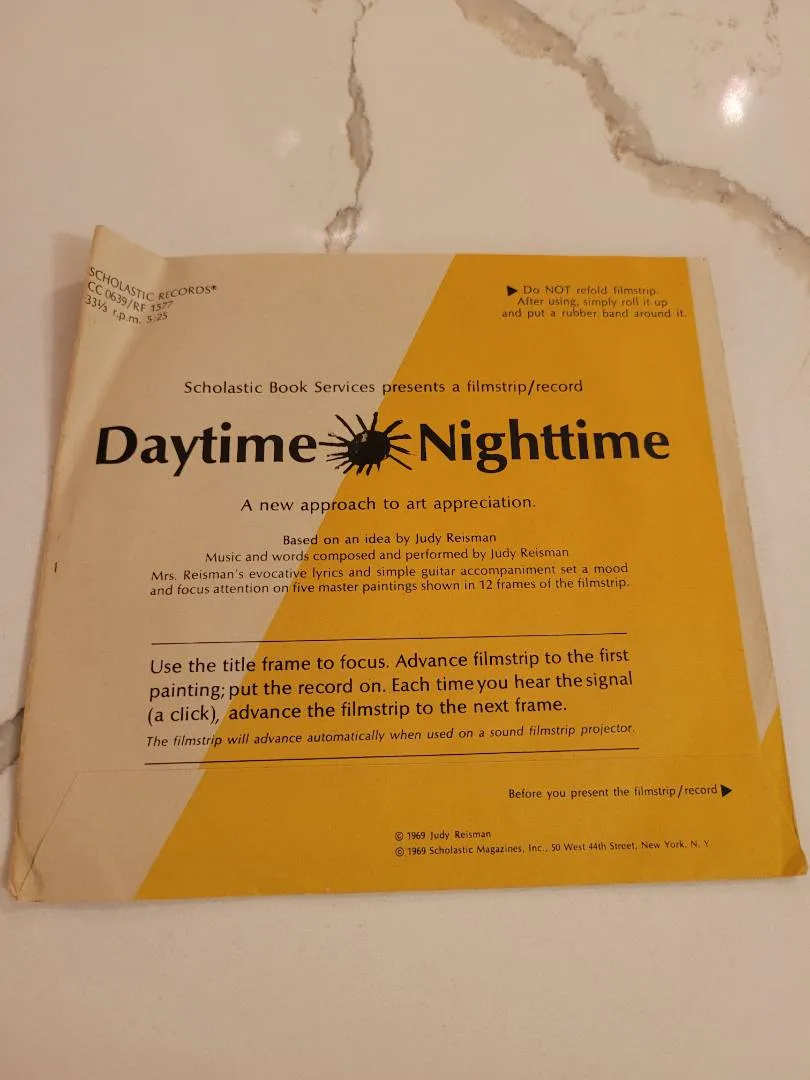 SCHOLASTIC RECORDS®
CC 0639/RF 1577
33⅓ r.p.m. 5:25
▶ Do NOT refold filmstrip.
After using, simply roll it up
and put a rubber band around it.
Scholastic Book Services presents a filmstrip/record
Daytime Nighttime
A new approach to art appreciation.
Based on an idea by Judy Reisman
Music and words composed and performed by Judy Reisman
Mrs. Reisman's evocative lyrics and simple guitar accompaniment set a mood
and focus attention on five master paintings shown in 12 frames of the filmstrip.
Use the title frame to focus. Advance filmstrip to the first
painting; put the record on. Each time you hear the signal
(a click), advance the filmstrip to the next frame.
The filmstrip will advance automatically when used on a sound filmstrip projector.
Before you present the filmstrip/record ▶
© 1969 Judy Reisman
© 1969 Scholastic Magazines, Inc., 50 West 44th Street, New York, N. Y